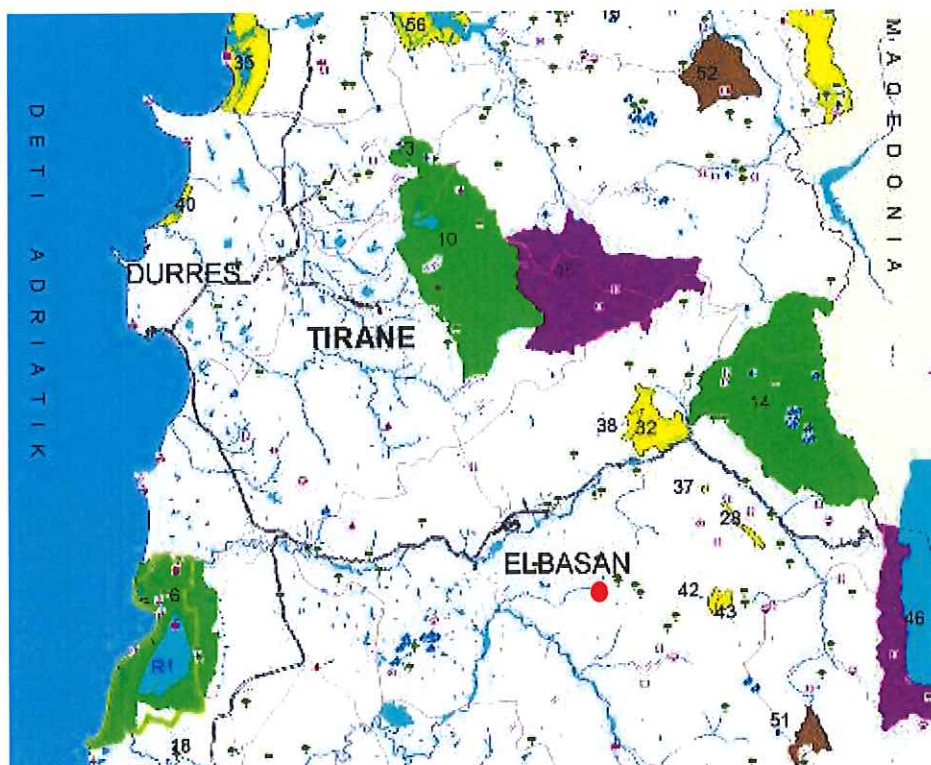 56
35
52
MAQEDONIA
DETI ADRIATIK
3
40
10
DURRES
TIRANE
14
38
32
37
28
ELBASAN
42
43
6
46
R1
51
18